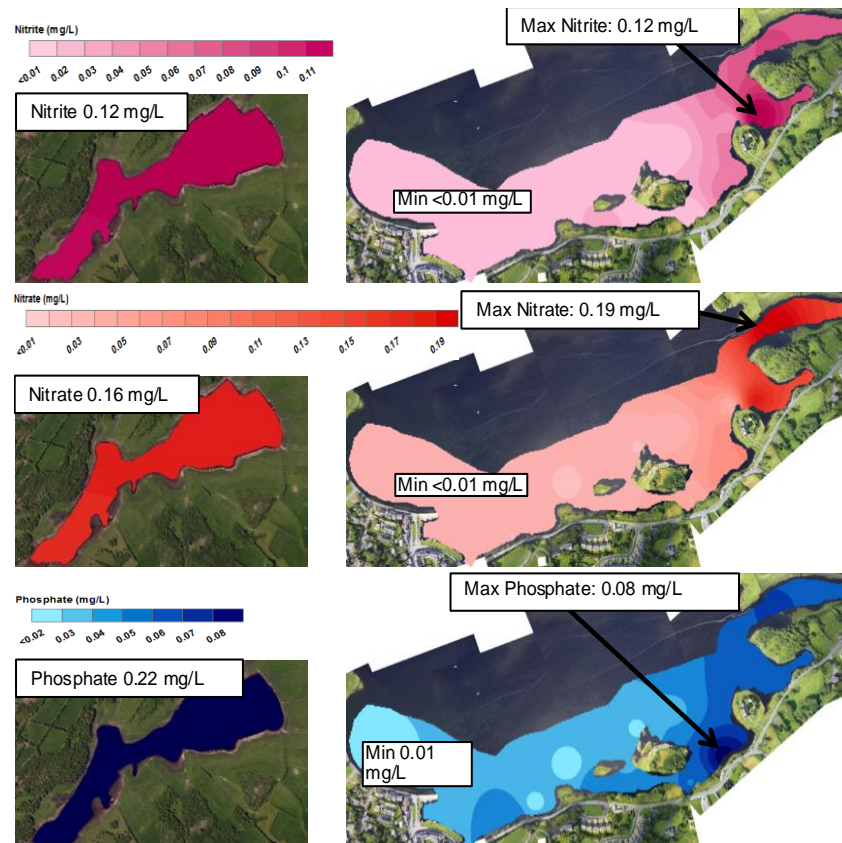 Nitrite (mg/L)
<0.01 0.02 0.03 0.04 0.05 0.06 0.07 0.08 0.09 0.1 0.11
Nitrite 0.12 mg/L
Max Nitrite: 0.12 mg/L
Min <0.01 mg/L
Nitrate (mg/L)
<0.01 0.03 0.05 0.07 0.09 0.11 0.13 0.15 0.17 0.19
Nitrate 0.16 mg/L
Max Nitrate: 0.19 mg/L
Min <0.01 mg/L
Phosphate (mg/L)
<0.02 0.03 0.04 0.05 0.06 0.07 0.08
Phosphate 0.22 mg/L
Max Phosphate: 0.08 mg/L
Min 0.01
mg/L